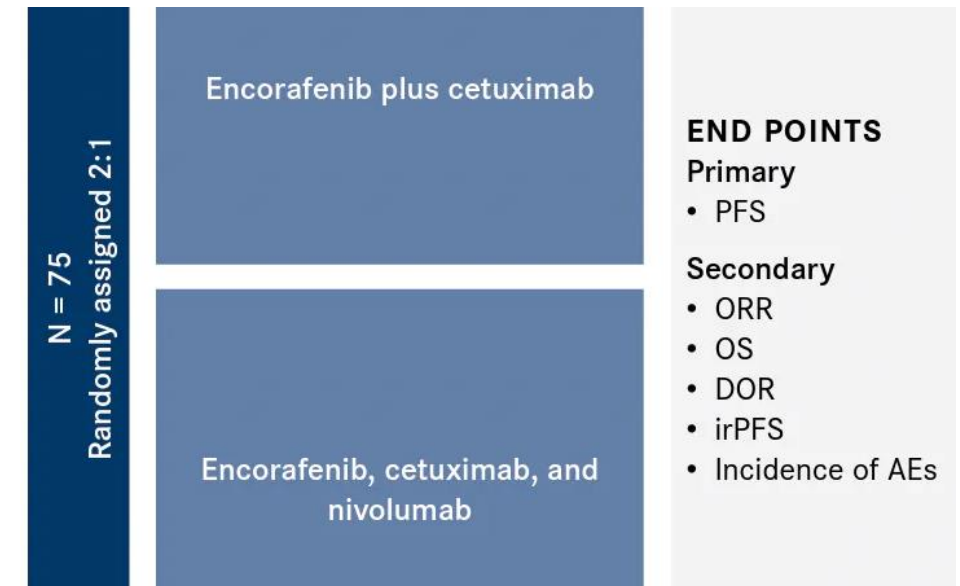 N = 75
Randomly assigned 2:1
Encorafenib plus cetuximab
Encorafenib, cetuximab, and
nivolumab
END POINTS
Primary
• PFS
Secondary
• ORR
• OS
• DOR
• irPFS
• Incidence of AEs